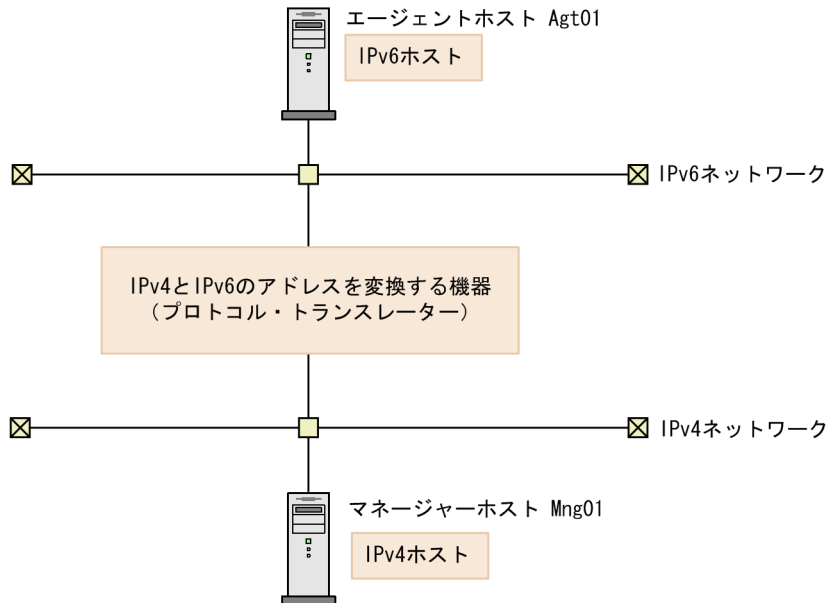 エージェントホスト Agt01
IPv6ホスト
IPv6ネットワーク
IPv4とIPv6のアドレスを変換する機器
（プロトコル・トランスレーター）
IPv4ネットワーク
マネージャーホスト Mng01
IPv4ホスト